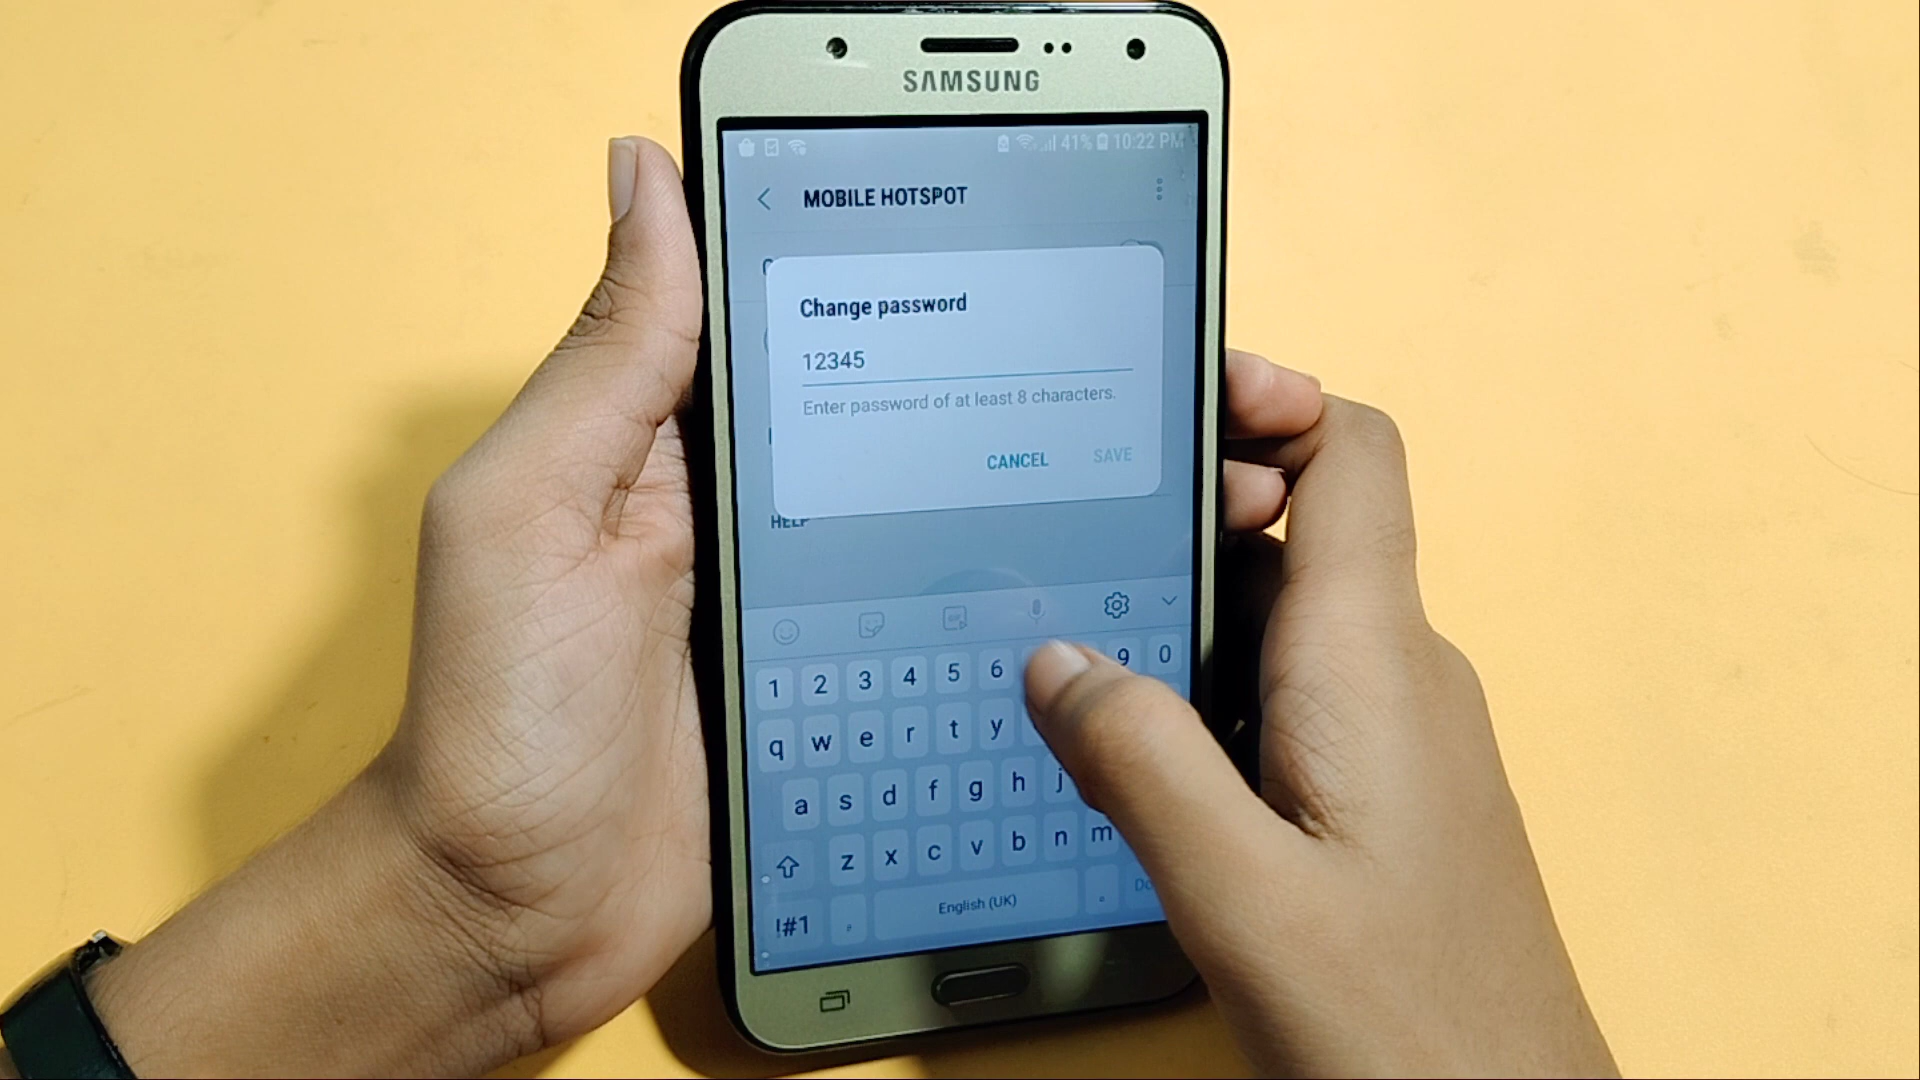 SAMSUNG
41% 10:22 PM
MOBILE HOTSPOT
Change password
12345
Enter password of at least 8 characters.
CANCEL SAVE
HELP
1 2 3 4 5 6 9 0
q w e r t y
a s d f g h j
z x c v b n m
!#1 , English (UK) .